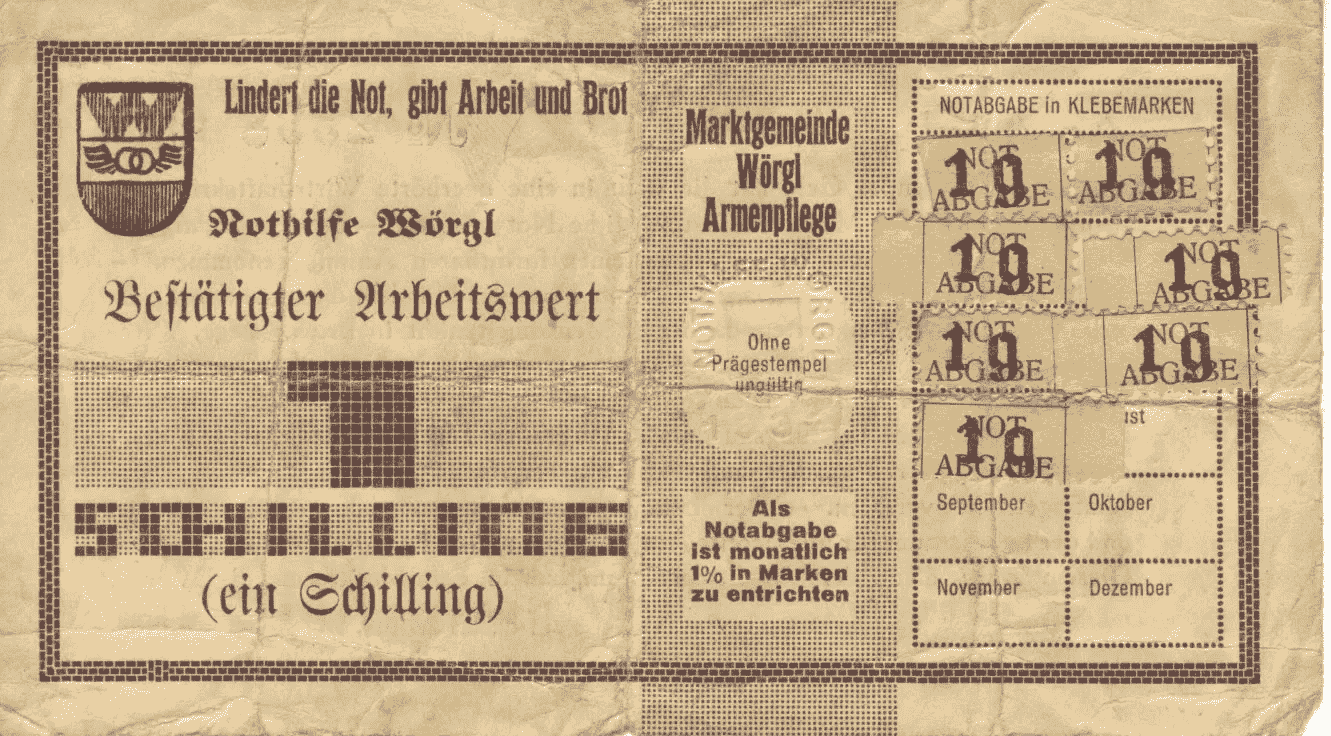 Lindert die Not, gibt Arbeit und Brot
Nothilfe Wörgl
Bestätigter Arbeitswert
1
SCHILLING
(ein Schilling)
Marktgemeinde
Wörgl
Armenpflege
Ohne
Prägestempel
ungültig
Als
Notabgabe
ist monatlich
1% in Marken
zu entrichten
NOTABGABE in KLEBEMARKEN
NOT
1g
ABGABE
NOT
1g
ABGABE
NOT
1g
ABGABE
NOT
1g
ABGABE
NOT
1g
ABGABE
NOT
1g
ABGABE
NOT
1g
ABGABE
ust
September
Oktober
November
Dezember